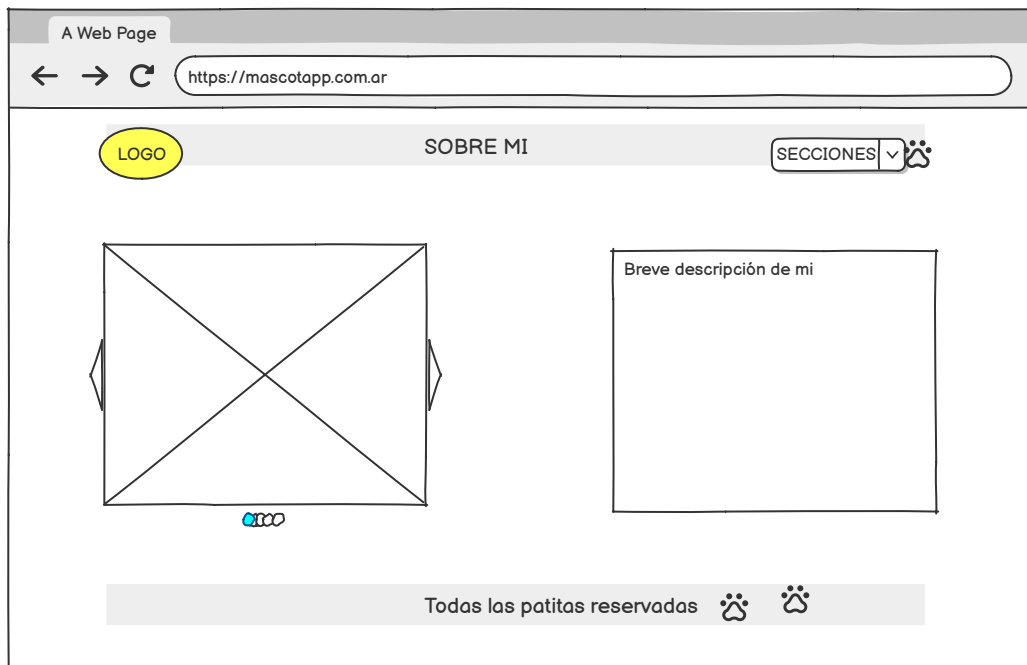 A Web Page
https://mascotapp.com.ar
LOGO
SOBRE MI
SECCIONES
Breve descripción de mi
Todas las patitas reservadas